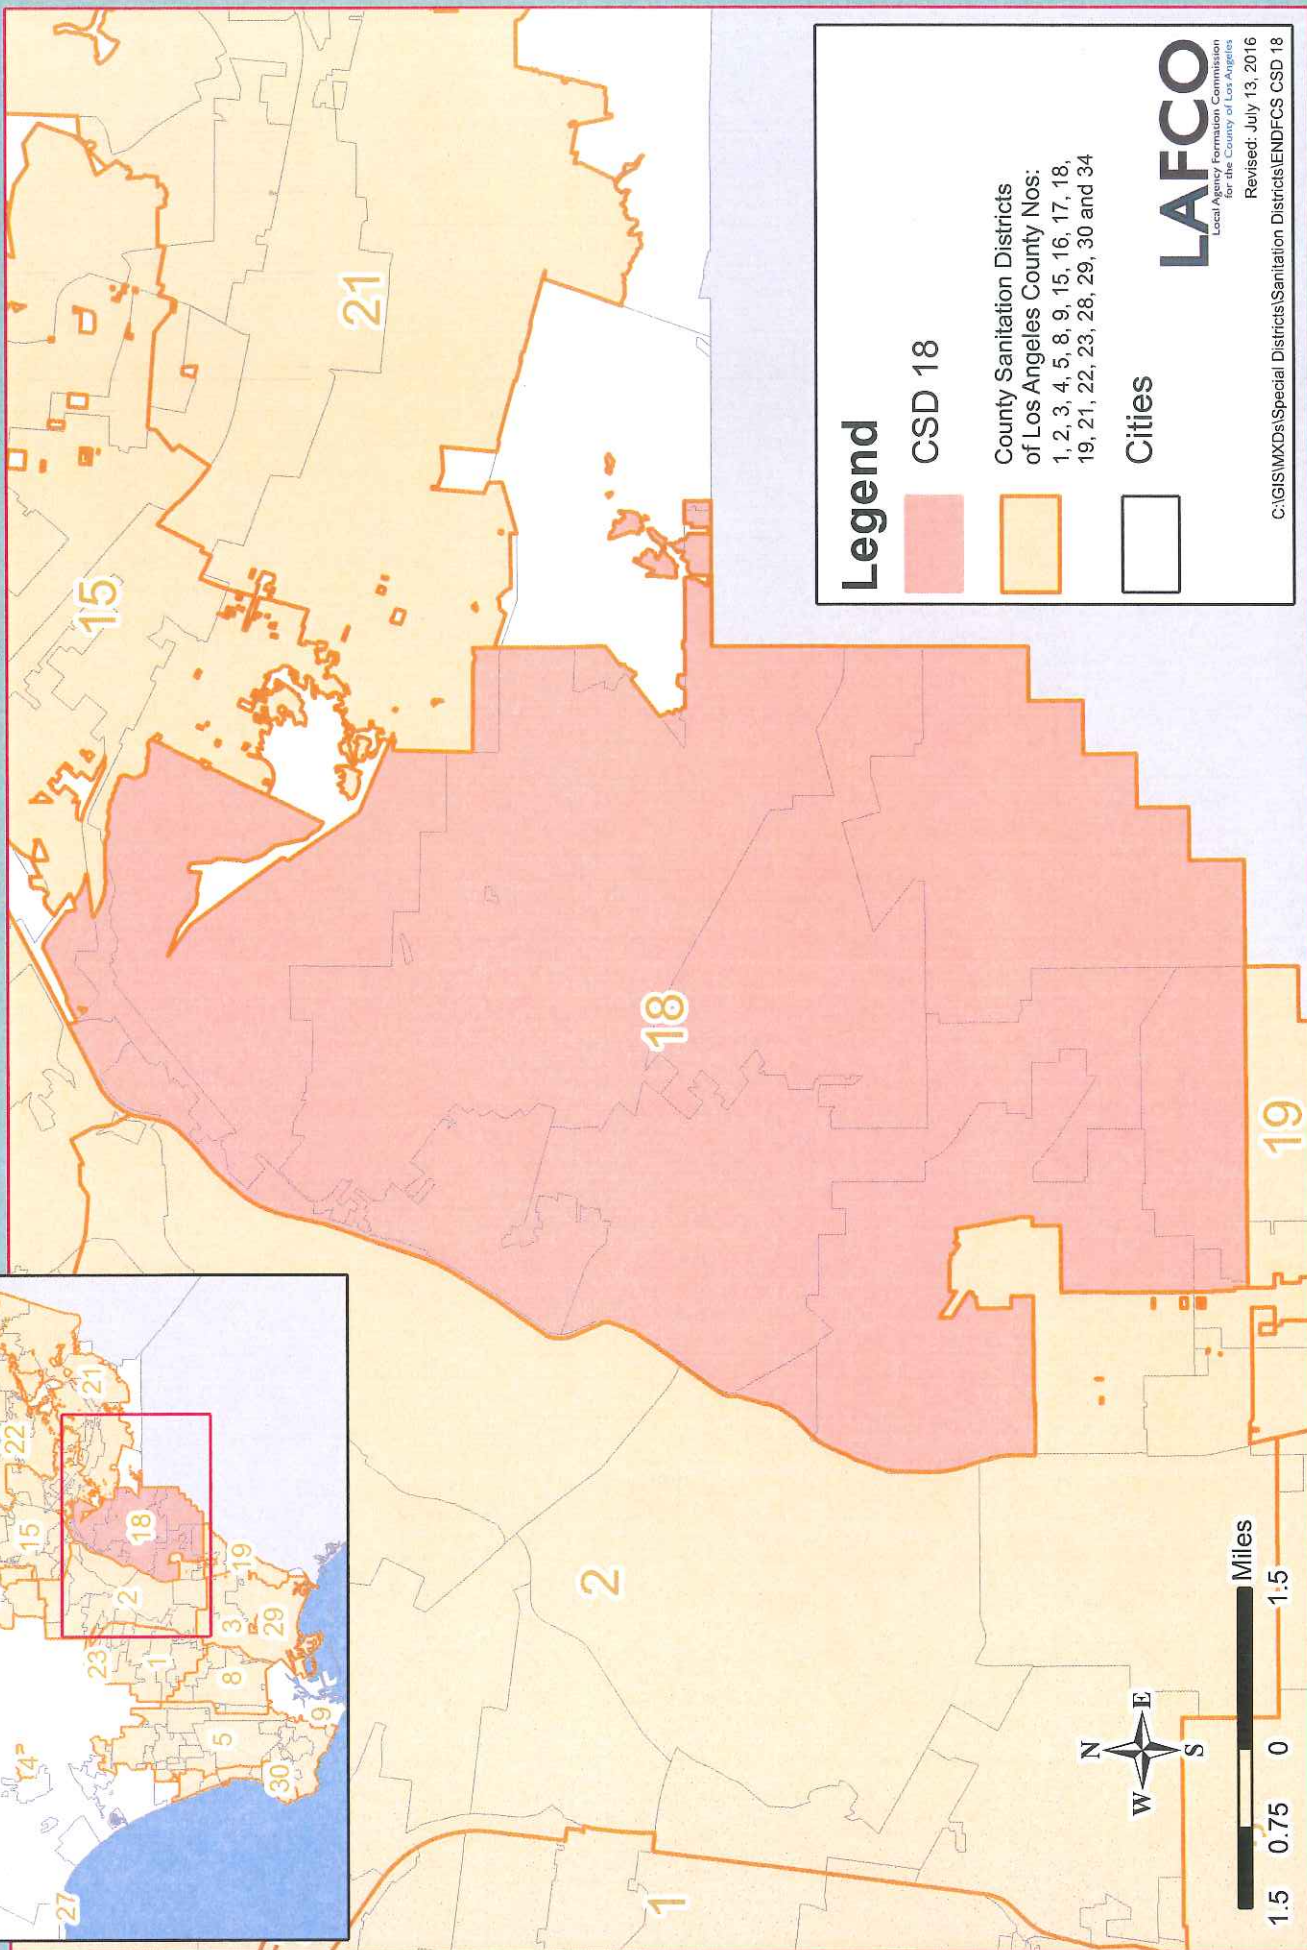 27
4
15
22
21
23
2
18
1
5
8
3
19
29
30
9
15
21
18
2
1
19
Legend
CSD 18
County Sanitation Districts
of Los Angeles County Nos:
1, 2, 3, 4, 5, 8, 9, 15, 16, 17, 18,
19, 21, 22, 23, 28, 29, 30 and 34
Cities
LAFCO
Local Agency Formation Commission
for the County of Los Angeles
Revised: July 13, 2016
C:\GIS\MXDs\Special Districts\Sanitation Districts\ENDFCS CSD 18
N
W E
S
Miles
1.5 0.75 0 1.5